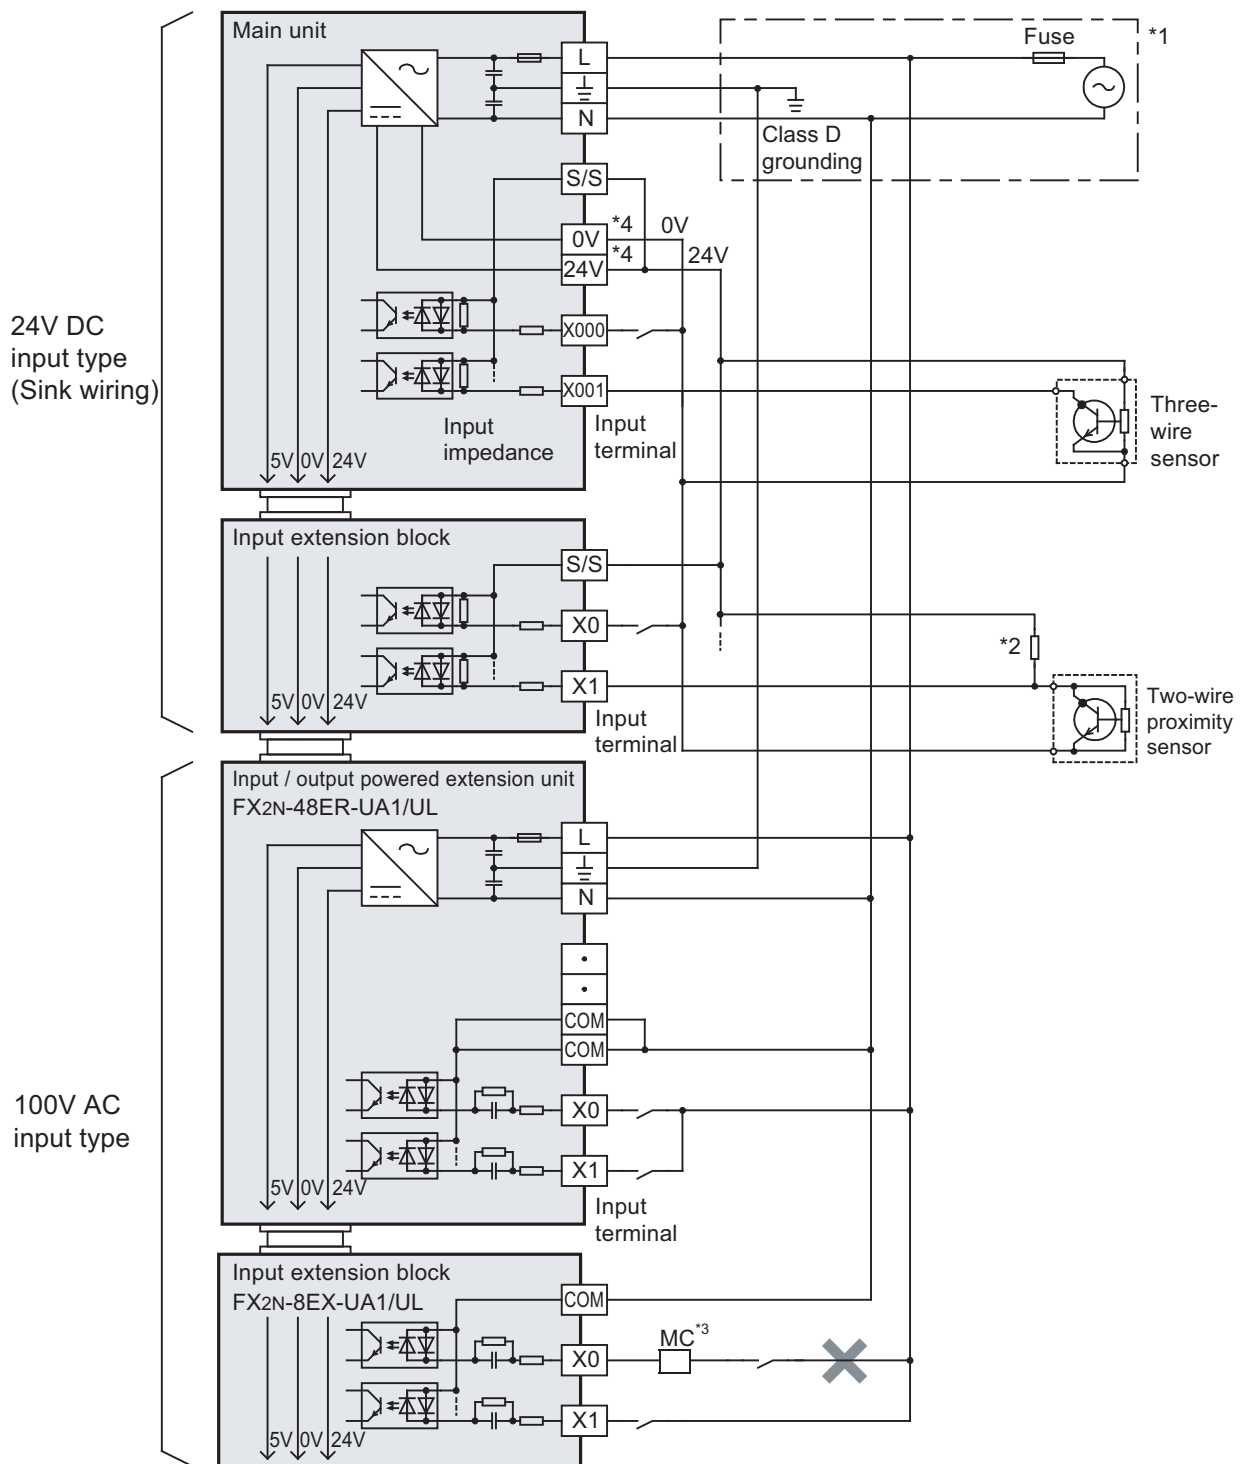 Main unit
L
Fuse
*1
N
Class D
grounding
S/S
*4
0V
0V
*4
24V
24V
24V DC
input type
(Sink wiring)
X000
X001
Input
impedance
Input
terminal
Three-
wire
sensor
5V
0V
24V
Input extension block
S/S
X0
*2
X1
Two-wire
proximity
sensor
5V
0V
24V
Input
terminal
Input / output powered extension unit
FX2N-48ER-UA1/UL
L
N
COM
COM
100V AC
input type
X0
X1
5V
0V
24V
Input
terminal
Input extension block
FX2N-8EX-UA1/UL
COM
MC*3
X0
X1
5V
0V
24V